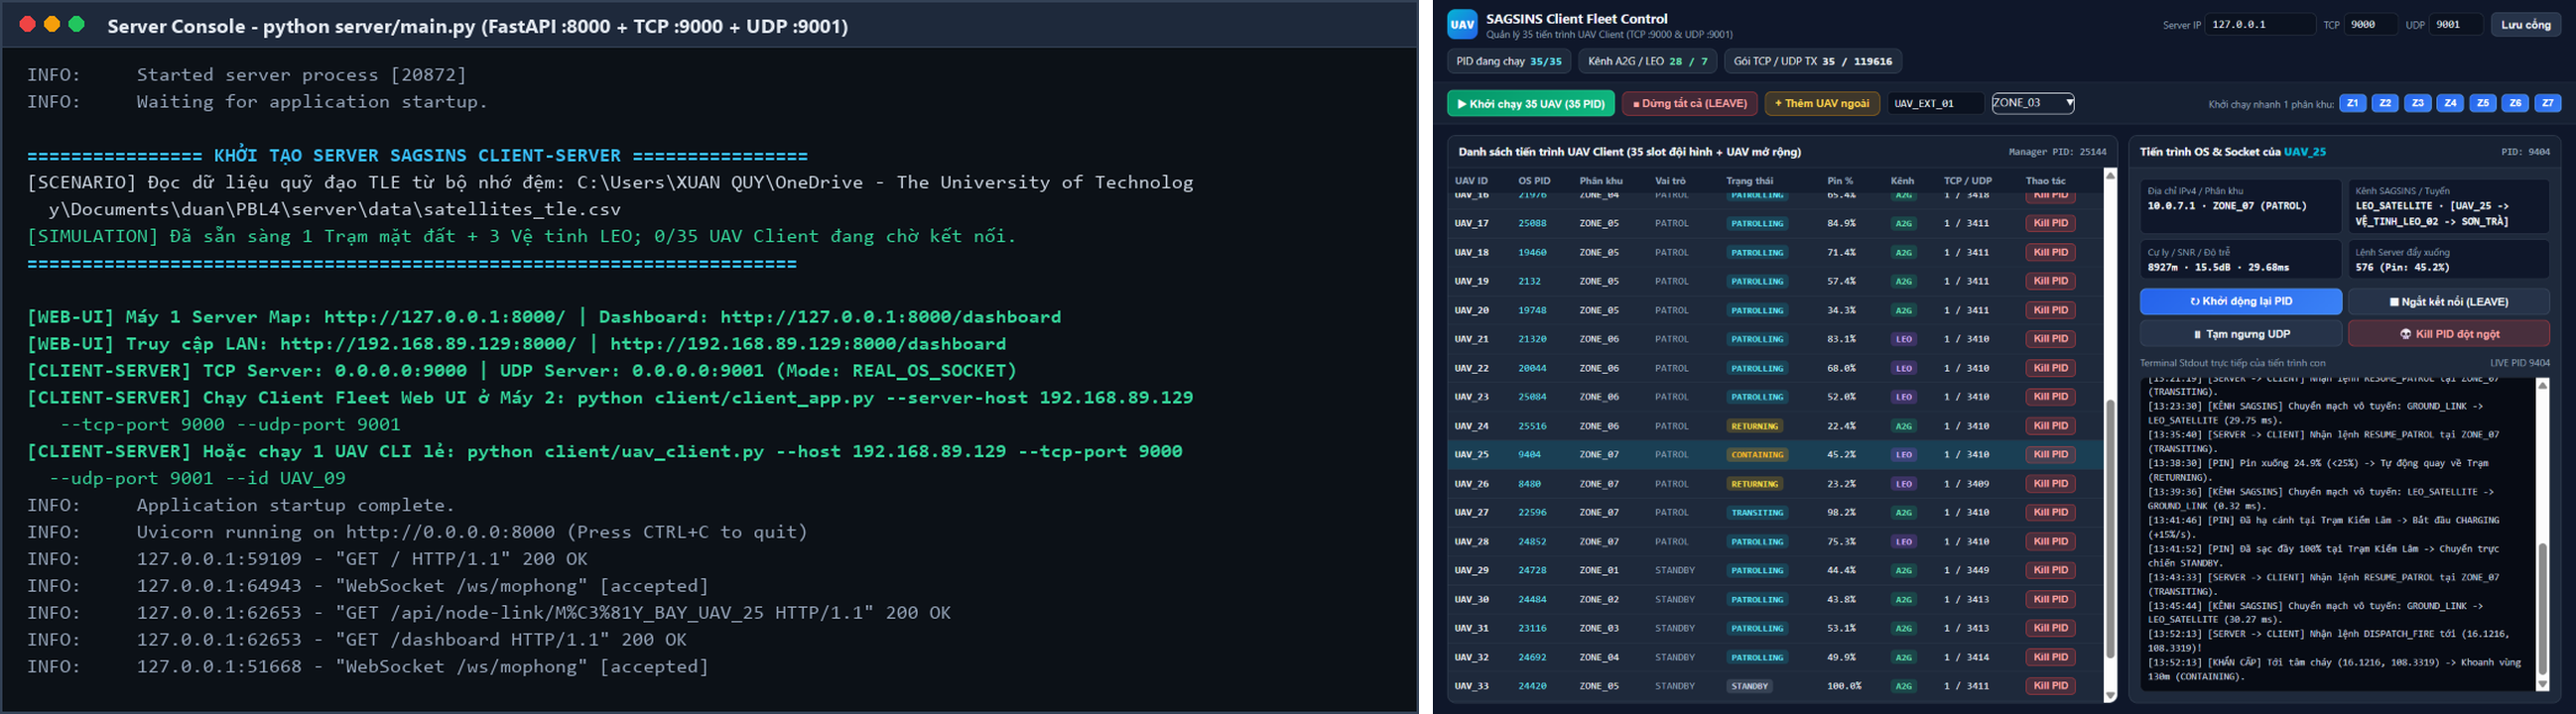 Server Console - python server/main.py (FastAPI :8000 + TCP :9000 + UDP :9001)
INFO: Started server process [20872]
INFO: Waiting for application startup.
================ KHỞI TẠO SERVER SAGSINS CLIENT-SERVER ================
[SCENARIO] Đọc dữ liệu quỹ đạo TLE từ bộ nhớ đệm: C:\Users\XUAN QUY\OneDrive - The University of Technolog
y\Documents\duan\PBL4\server\data\satellites_tle.csv
[SIMULATION] Đã sẵn sàng 1 Trạm mặt đất + 3 Vệ tinh LEO; 0/35 UAV Client đang chờ kết nối.
======================================================================
[WEB-UI] Máy 1 Server Map: http://127.0.0.1:8000/ | Dashboard: http://127.0.0.1:8000/dashboard
[WEB-UI] Truy cập LAN: http://192.168.89.129:8000/ | http://192.168.89.129:8000/dashboard
[CLIENT-SERVER] TCP Server: 0.0.0.0:9000 | UDP Server: 0.0.0.0:9001 (Mode: REAL_OS_SOCKET)
[CLIENT-SERVER] Chạy Client Fleet Web UI ở Máy 2: python client/client_app.py --server-host 192.168.89.129
--tcp-port 9000 --udp-port 9001
[CLIENT-SERVER] Hoặc chạy 1 UAV CLI lẻ: python client/uav_client.py --host 192.168.89.129 --tcp-port 9000
--udp-port 9001 --id UAV_09
INFO: Application startup complete.
INFO: Uvicorn running on http://0.0.0.0:8000 (Press CTRL+C to quit)
INFO: 127.0.0.1:59109 - "GET / HTTP/1.1" 200 OK
INFO: 127.0.0.1:64943 - "WebSocket /ws/mophong" [accepted]
INFO: 127.0.0.1:62653 - "GET /api/node-link/M%C3%81Y_BAY_UAV_25 HTTP/1.1" 200 OK
INFO: 127.0.0.1:62653 - "GET /dashboard HTTP/1.1" 200 OK
INFO: 127.0.0.1:51668 - "WebSocket /ws/mophong" [accepted]
UAV SAGSINS Client Fleet Control
Quản lý 35 tiến trình UAV Client (TCP :9000 & UDP :9001)
Server IP 127.0.0.1 TCP 9000 UDP 9001 Lưu cổng
PID đang chạy 35/35 Kênh A2G / LEO 28 / 7 Gói TCP / UDP TX 35 / 119616
▶ Khởi chạy 35 UAV (35 PID) ■ Dừng tất cả (LEAVE) + Thêm UAV ngoài UAV_EXT_01 ZONE_03 ▼
Khởi chạy nhanh 1 phân khu: Z1 Z2 Z3 Z4 Z5 Z6 Z7
Danh sách tiến trình UAV Client (35 slot đội hình + UAV mở rộng) Manager PID: 25144
UAV ID OS PID Phân khu Vai trò Trạng thái Pin % Kênh TCP / UDP Thao tác
UAV_16 21976 ZONE_04 PATROL PATROLLING 65.4% A2G 1 / 3418 Kill PID
UAV_17 25088 ZONE_05 PATROL PATROLLING 84.9% A2G 1 / 3411 Kill PID
UAV_18 19460 ZONE_05 PATROL PATROLLING 71.4% A2G 1 / 3411 Kill PID
UAV_19 2132 ZONE_05 PATROL PATROLLING 57.4% A2G 1 / 3411 Kill PID
UAV_20 19748 ZONE_05 PATROL PATROLLING 34.3% A2G 1 / 3411 Kill PID
UAV_21 21320 ZONE_06 PATROL PATROLLING 83.1% LEO 1 / 3410 Kill PID
UAV_22 20044 ZONE_06 PATROL PATROLLING 68.0% LEO 1 / 3410 Kill PID
UAV_23 25084 ZONE_06 PATROL PATROLLING 52.0% LEO 1 / 3410 Kill PID
UAV_24 25516 ZONE_06 PATROL RETURNING 22.4% A2G 1 / 3410 Kill PID
UAV_25 9404 ZONE_07 PATROL CONTAINING 45.2% LEO 1 / 3410 Kill PID
UAV_26 8480 ZONE_07 PATROL RETURNING 23.2% LEO 1 / 3409 Kill PID
UAV_27 22596 ZONE_07 PATROL TRANSITING 98.2% A2G 1 / 3410 Kill PID
UAV_28 24852 ZONE_07 PATROL PATROLLING 75.3% LEO 1 / 3410 Kill PID
UAV_29 24728 ZONE_01 STANDBY PATROLLING 44.4% A2G 1 / 3449 Kill PID
UAV_30 24484 ZONE_02 STANDBY PATROLLING 43.8% A2G 1 / 3413 Kill PID
UAV_31 23116 ZONE_03 STANDBY PATROLLING 53.1% A2G 1 / 3413 Kill PID
UAV_32 24692 ZONE_04 STANDBY PATROLLING 49.9% A2G 1 / 3414 Kill PID
UAV_33 24420 ZONE_05 STANDBY STANDBY 100.0% A2G 1 / 3411 Kill PID
Tiến trình OS & Socket của UAV_25 PID: 9404
Địa chỉ IPv4 / Phân khu
10.0.7.1 · ZONE_07 (PATROL)
Kênh SAGSINS / Tuyến
LEO_SATELLITE · [UAV_25 ->
VỆ_TINH_LEO_02 -> SƠN_TRÀ]
Cự ly / SNR / Độ trễ
8927m · 15.5dB · 29.68ms
Lệnh Server đẩy xuống
576 (Pin: 45.2%)
↻ Khởi động lại PID ■ Ngắt kết nối (LEAVE)
⏸ Tạm ngưng UDP 💀 Kill PID đột ngột
Terminal Stdout trực tiếp của tiến trình con LIVE PID 9404
[13:21:19] [SERVER -> CLIENT] Nhận lệnh RESUME_PATROL tại ZONE_07
(TRANSITING).
[13:23:30] [KÊNH SAGSINS] Chuyển mạch vô tuyến: GROUND_LINK ->
LEO_SATELLITE (29.75 ms).
[13:35:40] [SERVER -> CLIENT] Nhận lệnh RESUME_PATROL tại ZONE_07
(TRANSITING).
[13:38:30] [PIN] Pin xuống 24.9% (<25%) -> Tự động quay về Trạm
(RETURNING).
[13:39:36] [KÊNH SAGSINS] Chuyển mạch vô tuyến: LEO_SATELLITE ->
GROUND_LINK (0.32 ms).
[13:41:46] [PIN] Đã hạ cánh tại Trạm Kiểm Lâm -> Bắt đầu CHARGING
(+15%/s).
[13:41:52] [PIN] Đã sạc đầy 100% tại Trạm Kiểm Lâm -> Chuyển trực
chiến STANDBY.
[13:43:33] [SERVER -> CLIENT] Nhận lệnh RESUME_PATROL tại ZONE_07
(TRANSITING).
[13:45:44] [KÊNH SAGSINS] Chuyển mạch vô tuyến: GROUND_LINK ->
LEO_SATELLITE (30.27 ms).
[13:52:13] [SERVER -> CLIENT] Nhận lệnh DISPATCH_FIRE tới (16.1216,
108.3319)!
[13:52:13] [KHẨN CẤP] Tới tâm cháy (16.1216, 108.3319) -> Khoanh vùng
130m (CONTAINING).